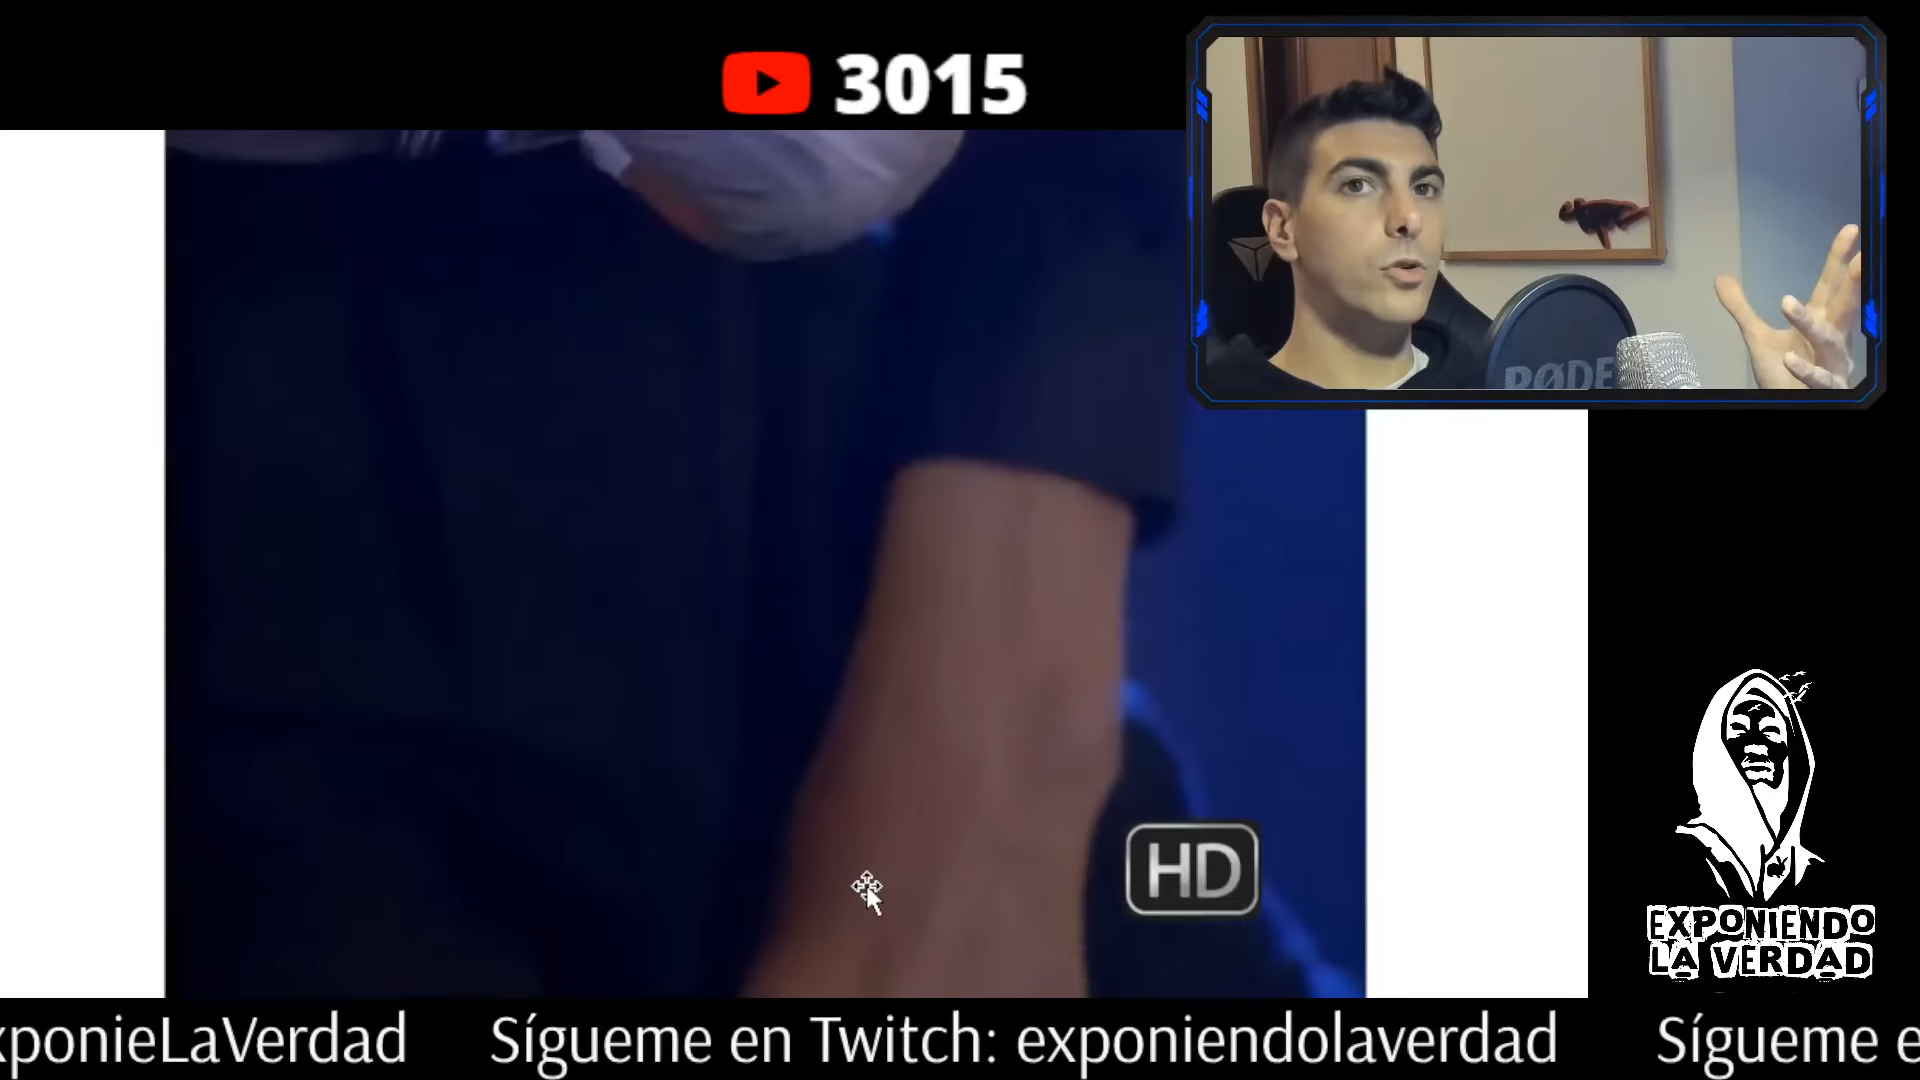 3015
RØDE
HD
EXPONIENDO
LA VERDAD
xponieLaVerdad Sígueme en Twitch: exponiendolaverdad Sígueme e